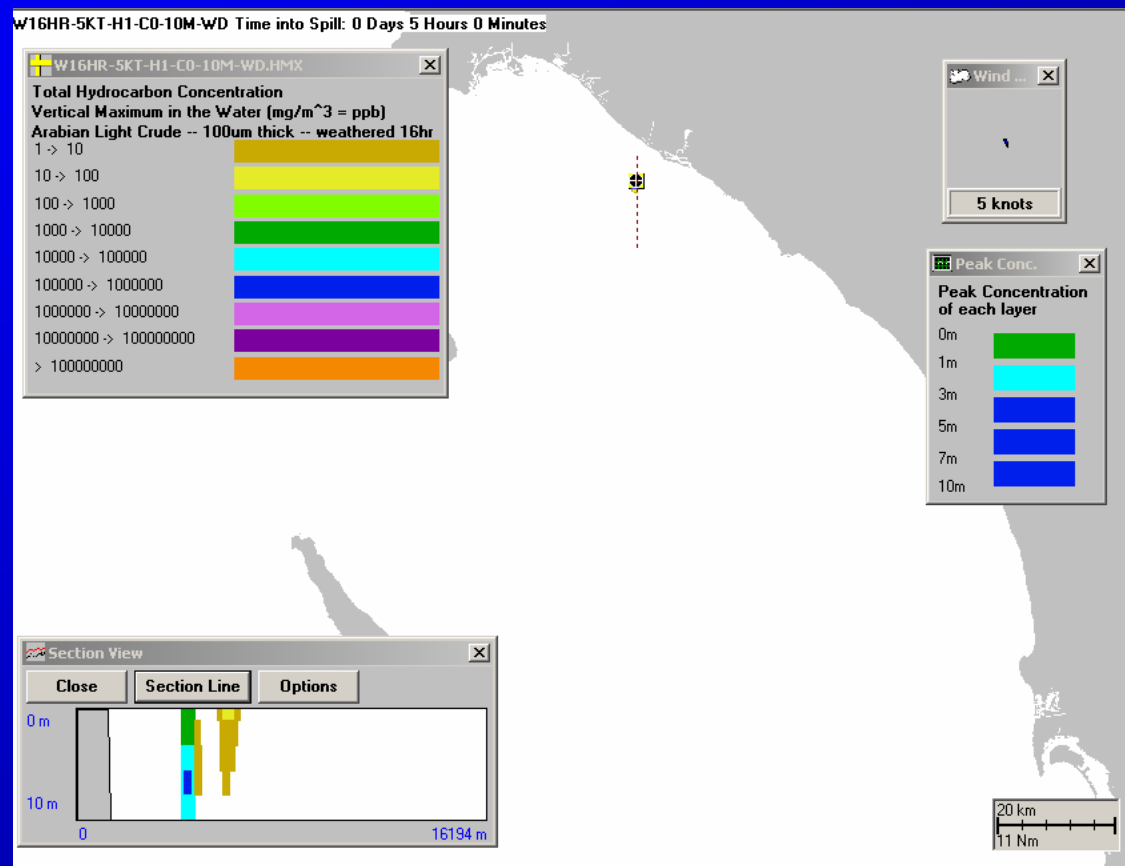 W16HR-5KT-H1-C0-10M-WD Time into Spill: 0 Days 5 Hours 0 Minutes
W16HR-5KT-H1-C0-10M-WD.HMX
Total Hydrocarbon Concentration
Vertical Maximum in the Water (mg/m^3 = ppb)
Arabian Light Crude -- 100um thick -- weathered 16hr
1 -> 10
10 -> 100
100 -> 1000
1000 -> 10000
10000 -> 100000
100000 -> 1000000
1000000 -> 10000000
10000000 -> 100000000
> 100000000
Wind ...
5 knots
Peak Conc.
Peak Concentration
of each layer
0m
1m
3m
5m
7m
10m
Section View
Close Section Line Options
0 m
10 m
0 16194 m
20 km
11 Nm